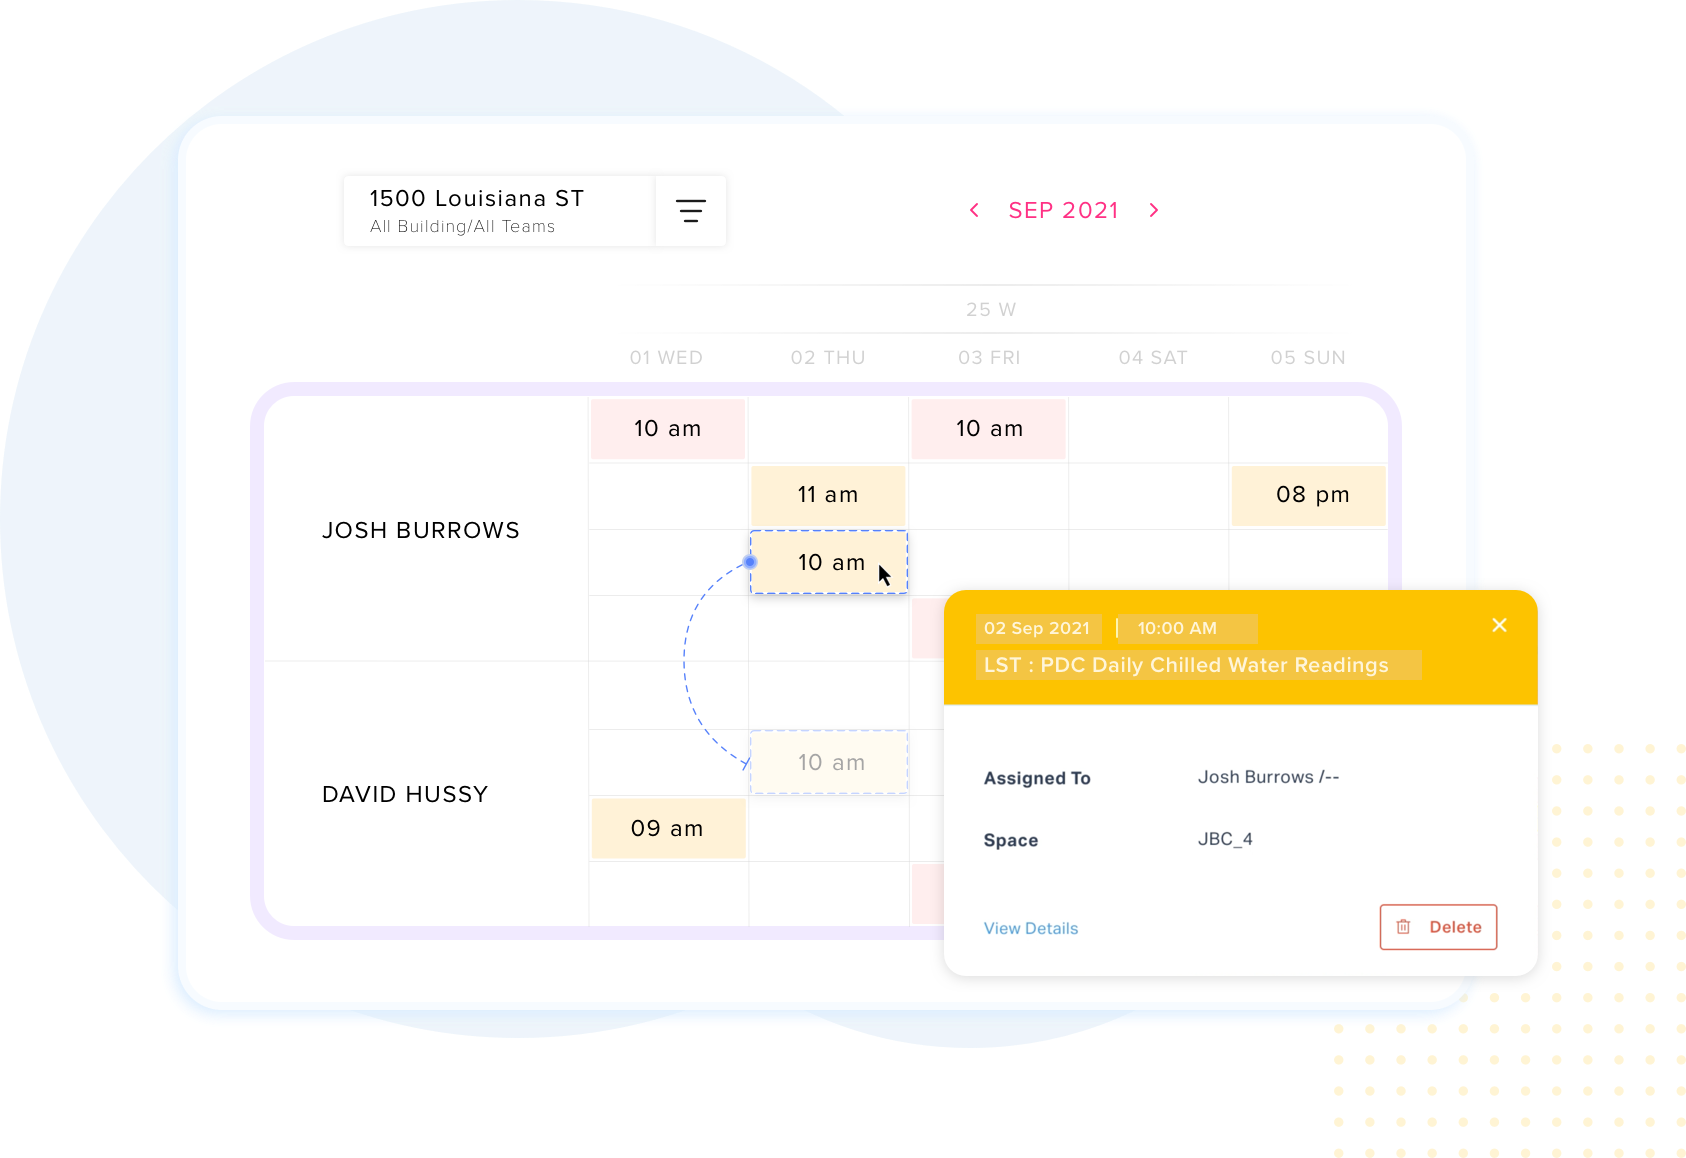 1500 Louisiana ST
All Building/All Teams
SEP 2021
25 W
01 WED 02 THU 03 FRI 04 SAT 05 SUN
10 am 10 am
11 am 08 pm
JOSH BURROWS
10 am
02 Sep 2021 | 10:00 AM
LST : PDC Daily Chilled Water Readings
10 am
Assigned To Josh Burrows /--
DAVID HUSSY
09 am
Space JBC_4
View Details Delete